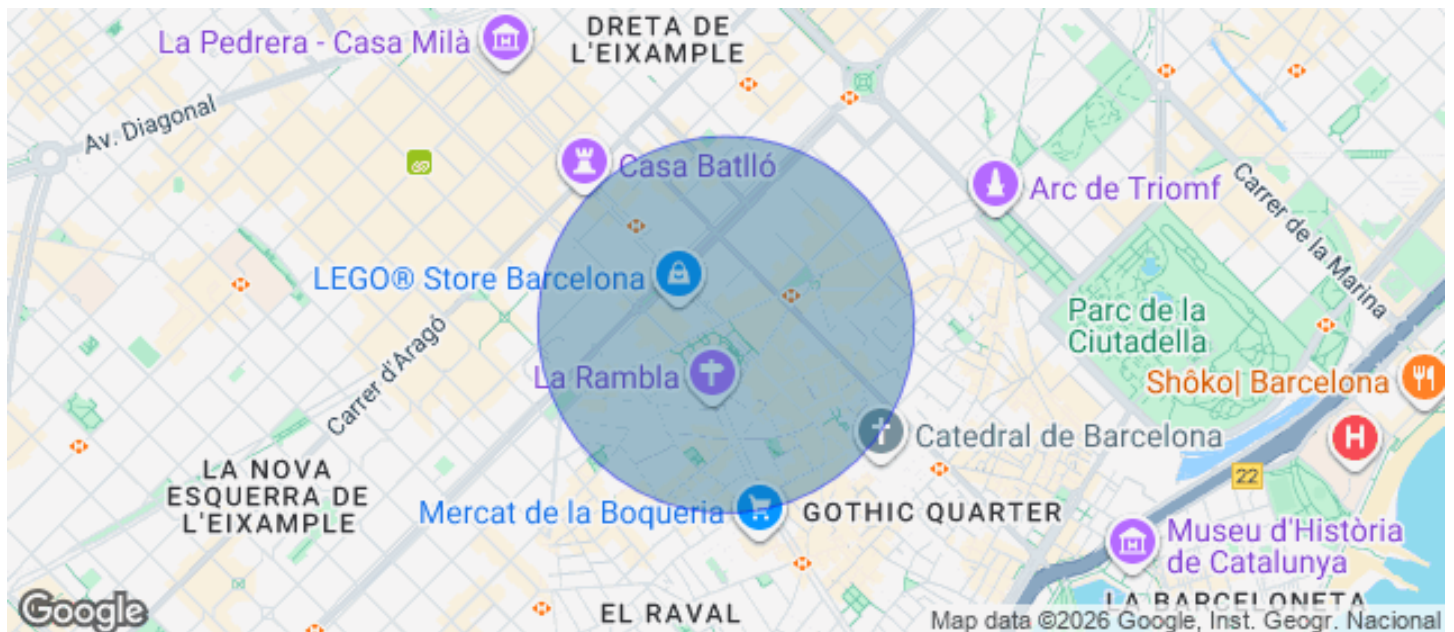 DRETA DE
L'EIXAMPLE
La Pedrera - Casa Milà
Av. Diagonal
Casa Batlló
Arc de Triomf
Carrer de la Marina
LEGO® Store Barcelona
Carrer d'Aragó
Parc de la
Ciutadella
La Rambla
Shôko| Barcelona
H
Catedral de Barcelona
22
LA NOVA
ESQUERRA DE
L'EIXAMPLE
Mercat de la Boqueria
GOTHIC QUARTER
Museu d'Història
de Catalunya
LA BARCELONETA
EL RAVAL
Google
Map data ©2026 Google, Inst. Geogr. Nacional